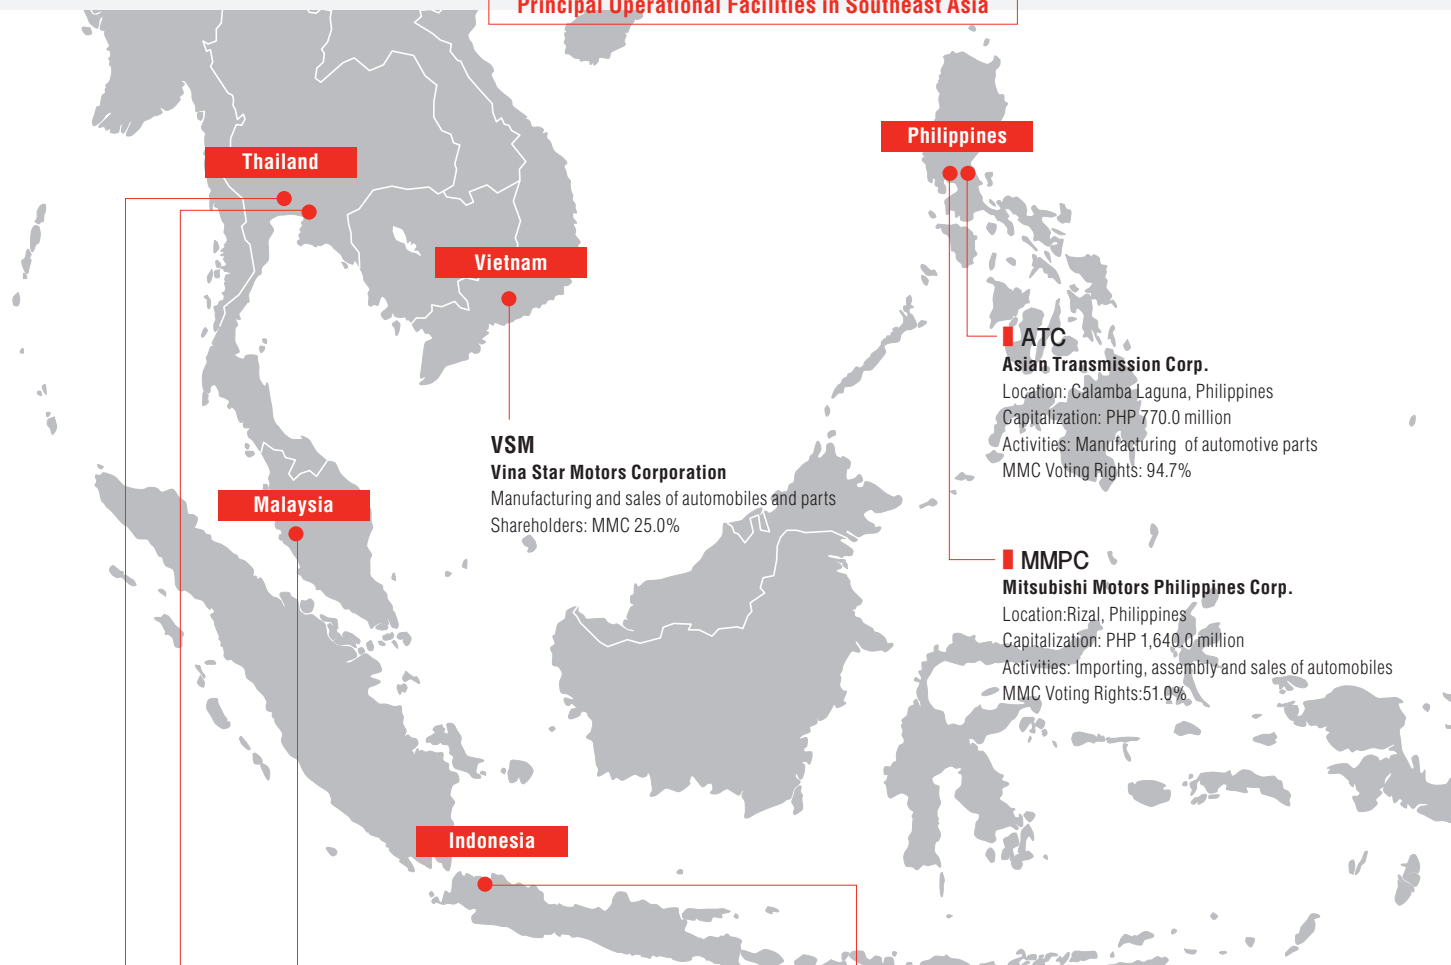 Principal Operational Facilities in Southeast Asia
Philippines
Thailand
Vietnam
ATC
Asian Transmission Corp.
Location: Calamba Laguna, Philippines
Capitalization: PHP 770.0 million
Activities: Manufacturing of automotive parts
MMC Voting Rights: 94.7%
VSM
Vina Star Motors Corporation
Manufacturing and sales of automobiles and parts
Shareholders: MMC 25.0%
Malaysia
MMPC
Mitsubishi Motors Philippines Corp.
Location:Rizal, Philippines
Capitalization: PHP 1,640.0 million
Activities: Importing, assembly and sales of automobiles
MMC Voting Rights:51.0%
Indonesia